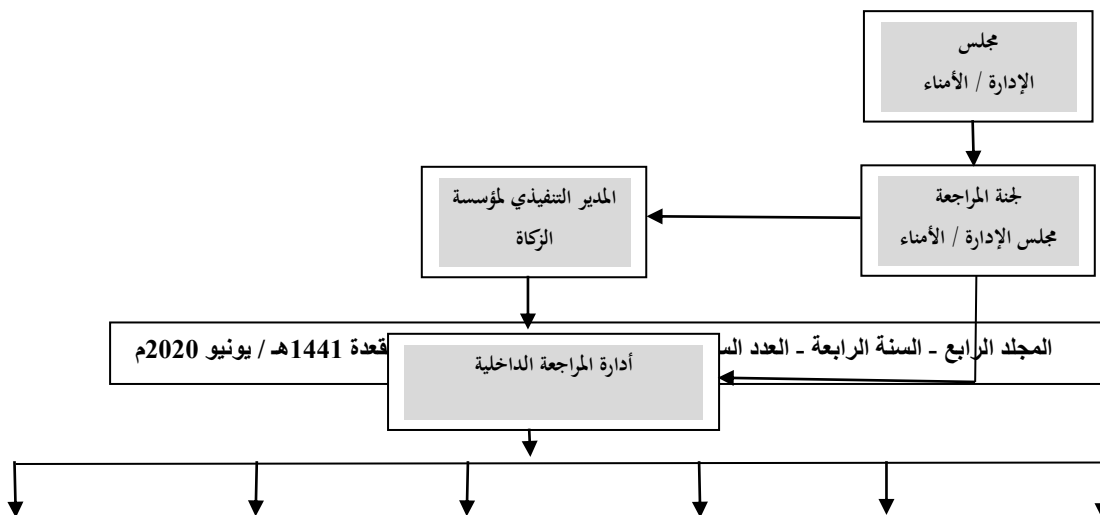 مجلس
الإدارة / الأمناء
لجنة المراجعة
مجلس الإدارة / الأمناء
المدير التنفيذي لمؤسسة
الزكاة
المجلد الرابع - السنة الرابعة - العدد قعدة 1441هـ / يونيو 2020م
أدارة المراجعة الداخلية